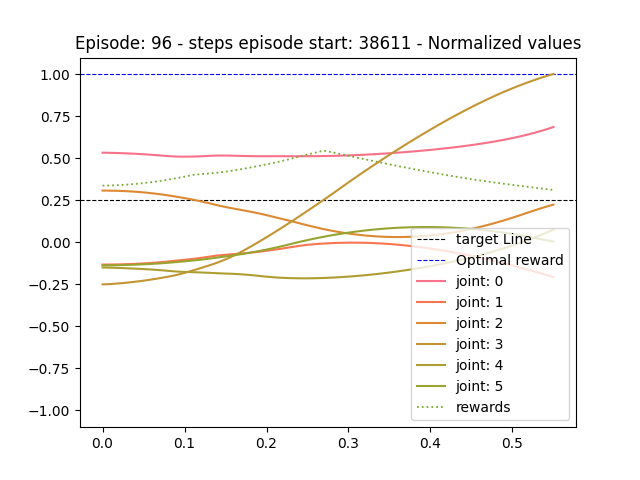 Episode: 96 - steps episode start: 38611 - Normalized values
1.00
0.75
0.50
0.25
0.00
−0.25
−0.50
−0.75
−1.00
target Line
Optimal reward
joint: 0
joint: 1
joint: 2
joint: 3
joint: 4
joint: 5
rewards
0.0 0.1 0.2 0.3 0.4 0.5